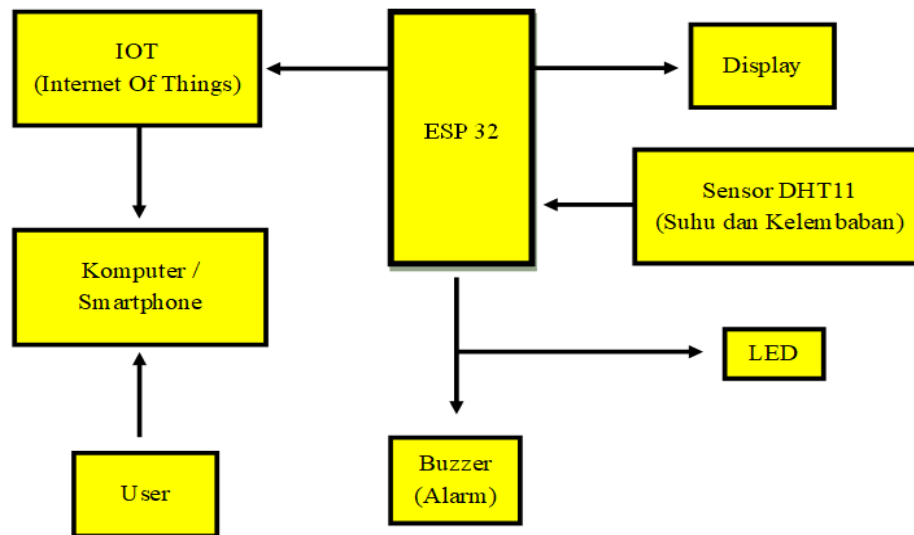 IOT
(Internet Of Things)
ESP 32
Display
Sensor DHT11
(Suhu dan Kelembaban)
Komputer /
Smartphone
LED
Buzzer
(Alarm)
User